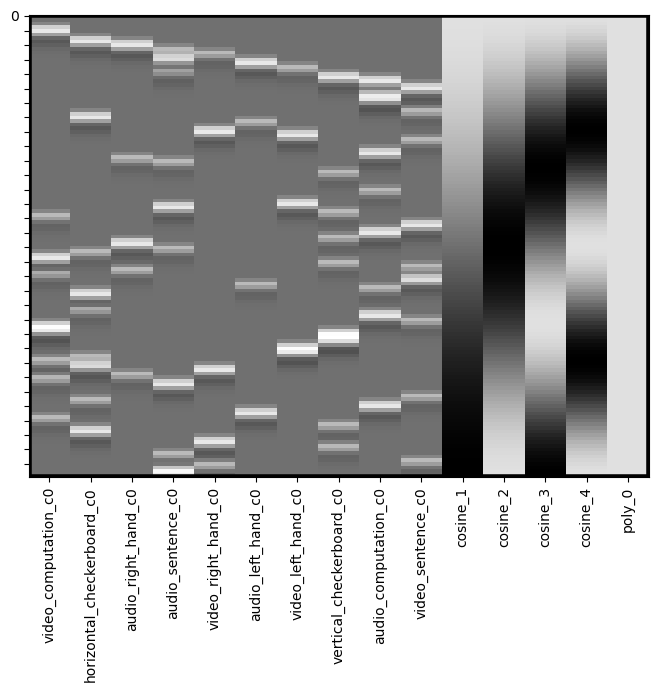 0
video_computation_c0
horizontal_checkerboard_c0
audio_right_hand_c0
audio_sentence_c0
video_right_hand_c0
audio_left_hand_c0
video_left_hand_c0
vertical_checkerboard_c0
audio_computation_c0
video_sentence_c0
cosine_1
cosine_2
cosine_3
cosine_4
poly_0